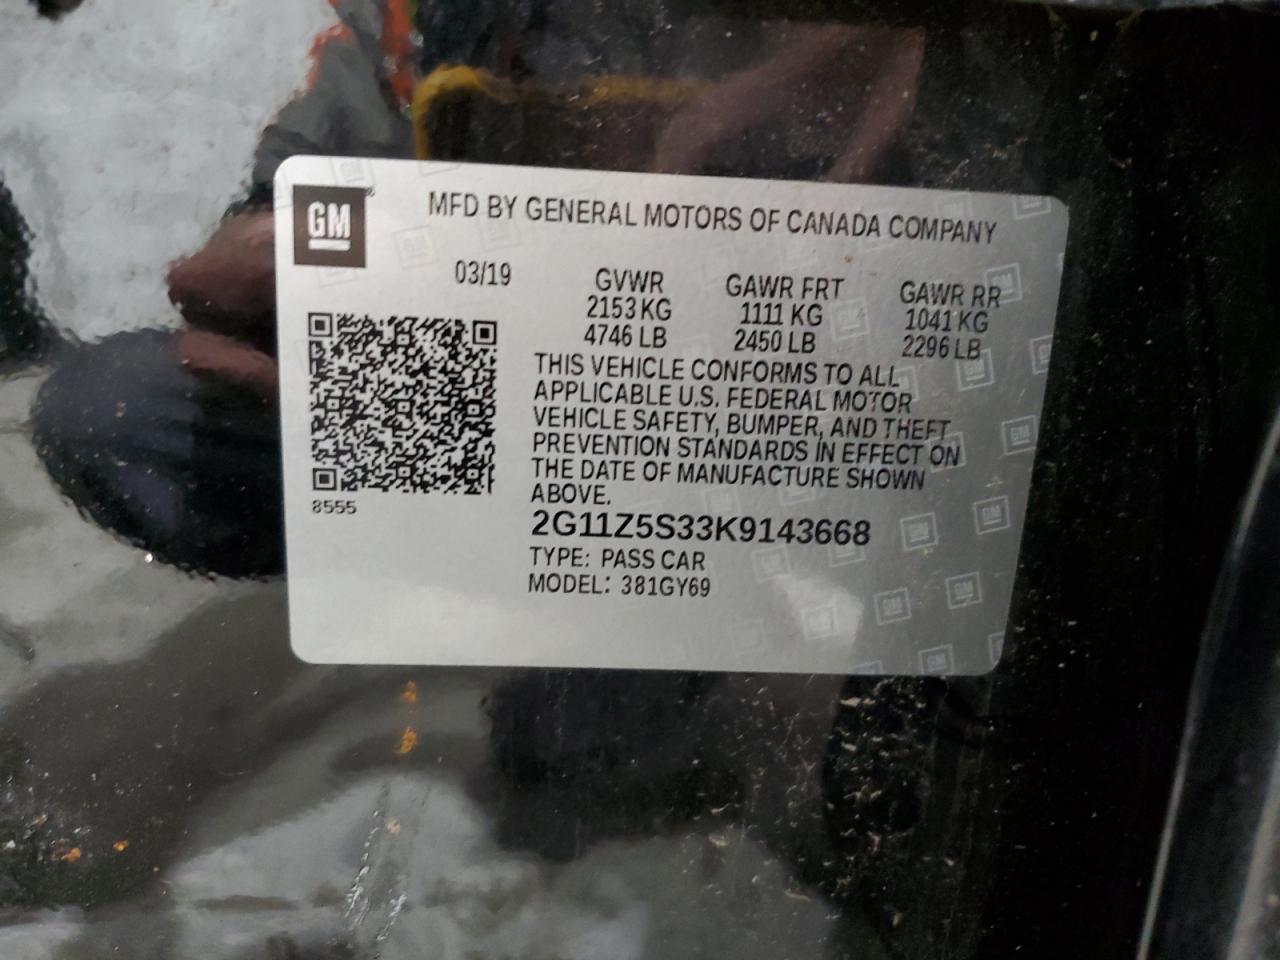 GM
MFD BY GENERAL MOTORS OF CANADA COMPANY
03/19 GVWR GAWR FRT GAWR RR
2153 KG 1111 KG 1041 KG
4746 LB 2450 LB 2296 LB
THIS VEHICLE CONFORMS TO ALL
APPLICABLE U.S. FEDERAL MOTOR
VEHICLE SAFETY, BUMPER, AND THEFT
PREVENTION STANDARDS IN EFFECT ON
THE DATE OF MANUFACTURE SHOWN
ABOVE.
8555
2G11Z5S33K9143668
TYPE: PASS CAR
MODEL: 381GY69